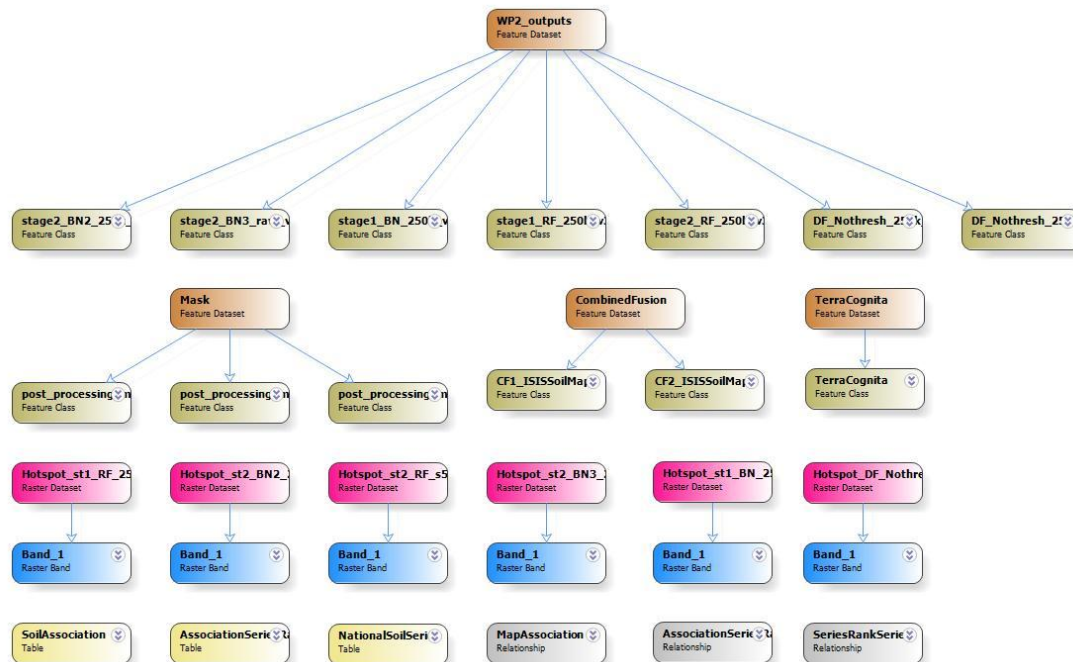 WP2_outputs
Feature Dataset
stage2_BN2_25
Feature Class
stage2_BN3_ra
Feature Class
stage1_BN_250
Feature Class
stage1_RF_250
Feature Class
stage2_RF_250
Feature Class
DF_Nothresh_25
Feature Class
DF_Nothresh_25
Feature Class
Mask
Feature Dataset
CombinedFusion
Feature Dataset
TerraCognita
Feature Dataset
post_processing
Feature Class
post_processing
Feature Class
post_processing
Feature Class
CF1_ISISSoilMap
Feature Class
CF2_ISISSoilMap
Feature Class
TerraCognita
Feature Class
Hotspot_st1_RF_25
Raster Dataset
Hotspot_st2_BN2_
Raster Dataset
Hotspot_st2_RF_s5
Raster Dataset
Hotspot_st2_BN3_
Raster Dataset
Hotspot_st1_BN_25
Raster Dataset
Hotspot_DF_Nothre
Raster Dataset
Band_1
Raster Band
Band_1
Raster Band
Band_1
Raster Band
Band_1
Raster Band
Band_1
Raster Band
Band_1
Raster Band
SoilAssociation
Table
AssociationSerie
Table
NationalSoilSeri
Table
MapAssociation
Relationship
AssociationSerie
Relationship
SeriesRankSerie
Relationship